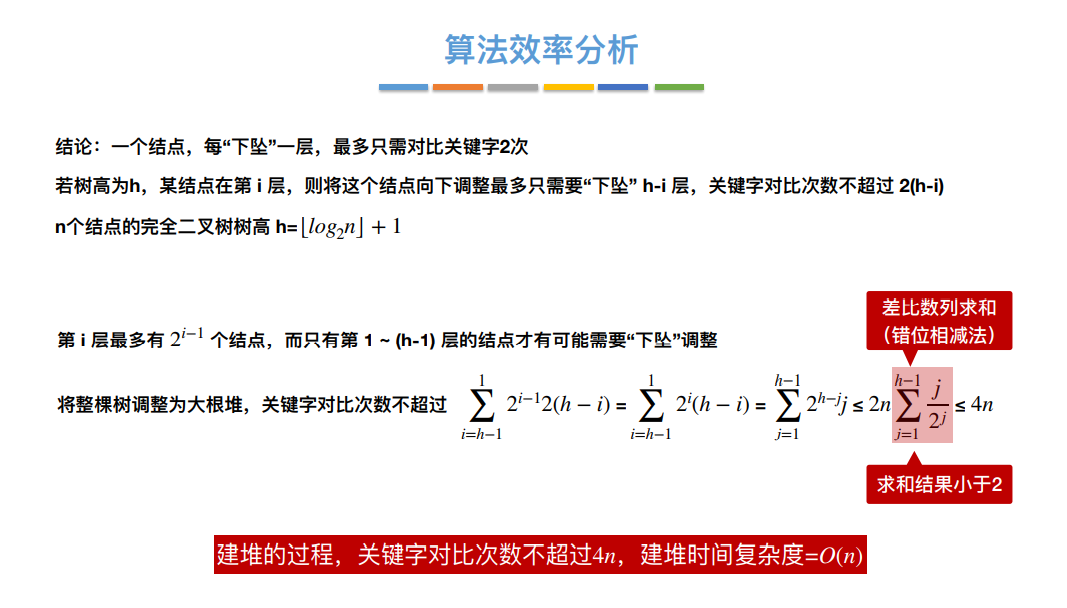 算法效率分析
结论：一个结点，每“下坠”一层，最多只需对比关键字2次
若树高为h，某结点在第 i 层，则将这个结点向下调整最多只需要“下坠” h-i 层，关键字对比次数不超过 2(h-i)
n个结点的完全二叉树树高 h=⌊log₂n⌋ + 1
差比数列求和
（错位相减法）
第 i 层最多有 2^{i−1} 个结点，而只有第 1 ~ (h-1) 层的结点才有可能需要“下坠”调整
将整棵树调整为大根堆，关键字对比次数不超过 \sum_{i=h−1}^{1} 2^{i−1}2(h − i) = \sum_{i=h−1}^{1} 2^{i}(h − i) = \sum_{j=1}^{h−1} 2^{h−j}j ≤ 2n \sum_{j=1}^{h−1} \frac{j}{2^{j}} ≤ 4n
求和结果小于2
建堆的过程，关键字对比次数不超过4n，建堆时间复杂度=O(n)